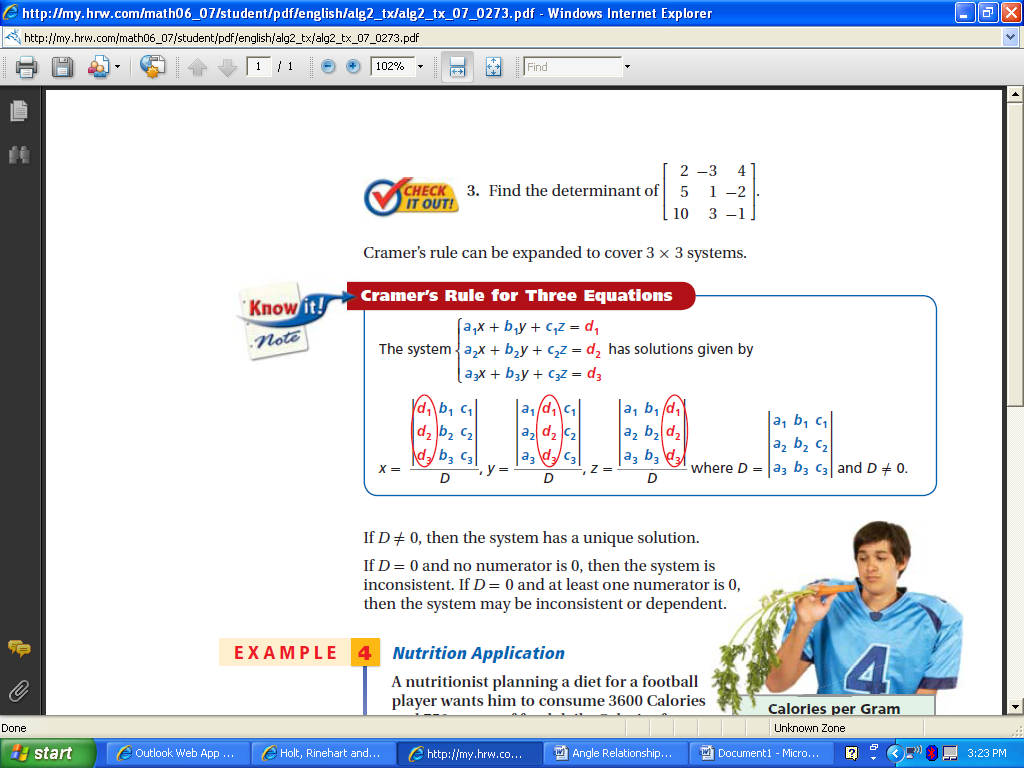 http://my.hrw.com/math06_07/student/pdf/english/alg2_tx/alg2_tx_07_0273.pdf - Windows Internet Explorer
http://my.hrw.com/math06_07/student/pdf/english/alg2_tx/alg2_tx_07_0273.pdf
1 / 1 102% Find
CHECK IT OUT! 3. Find the determinant of
2 −3 4
5 1 −2
10 3 −1 .
Cramer's rule can be expanded to cover 3 × 3 systems.
Know it!
Note
Cramer's Rule for Three Equations
a₁x + b₁y + c₁z = d₁
The system a₂x + b₂y + c₂z = d₂ has solutions given by
a₃x + b₃y + c₃z = d₃
d₁ b₁ c₁ a₁ d₁ c₁ a₁ b₁ d₁ a₁ b₁ c₁
d₂ b₂ c₂ a₂ d₂ c₂ a₂ b₂ d₂ a₂ b₂ c₂
d₃ b₃ c₃ a₃ d₃ c₃ a₃ b₃ d₃ a₃ b₃ c₃
x = , y = , z = where D = and D ≠ 0.
D D D
If D ≠ 0, then the system has a unique solution.
If D = 0 and no numerator is 0, then the system is
inconsistent. If D = 0 and at least one numerator is 0,
then the system may be inconsistent or dependent.
EXAMPLE 4 Nutrition Application
A nutritionist planning a diet for a football
player wants him to consume 3600 Calories
4
Calories per Gram
Done Unknown Zone
start Outlook Web App ... Holt, Rinehart and... http://my.hrw.co... Angle Relationship... Document1 - Micro... 3:23 PM